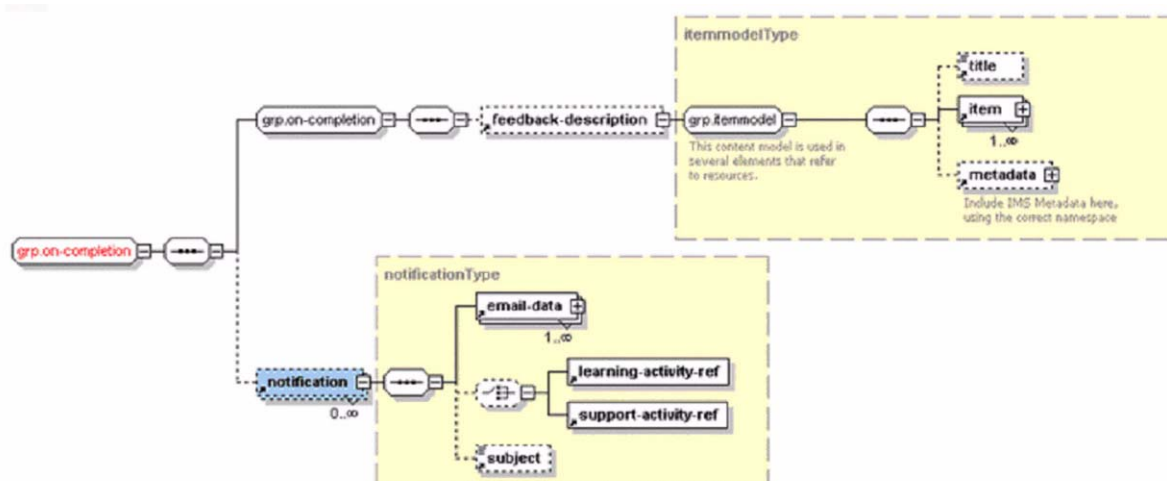 itemmodelType
title
grp.on-completion
feedback-description
grp.itemmodel
item
1..∞
This content model is used in
several elements that refer
to resources.
metadata
Include IMS Metadata here,
using the correct namespace
grp.on-completion
notificationType
email-data
1..∞
learning-activity-ref
notification
0..∞
support-activity-ref
subject